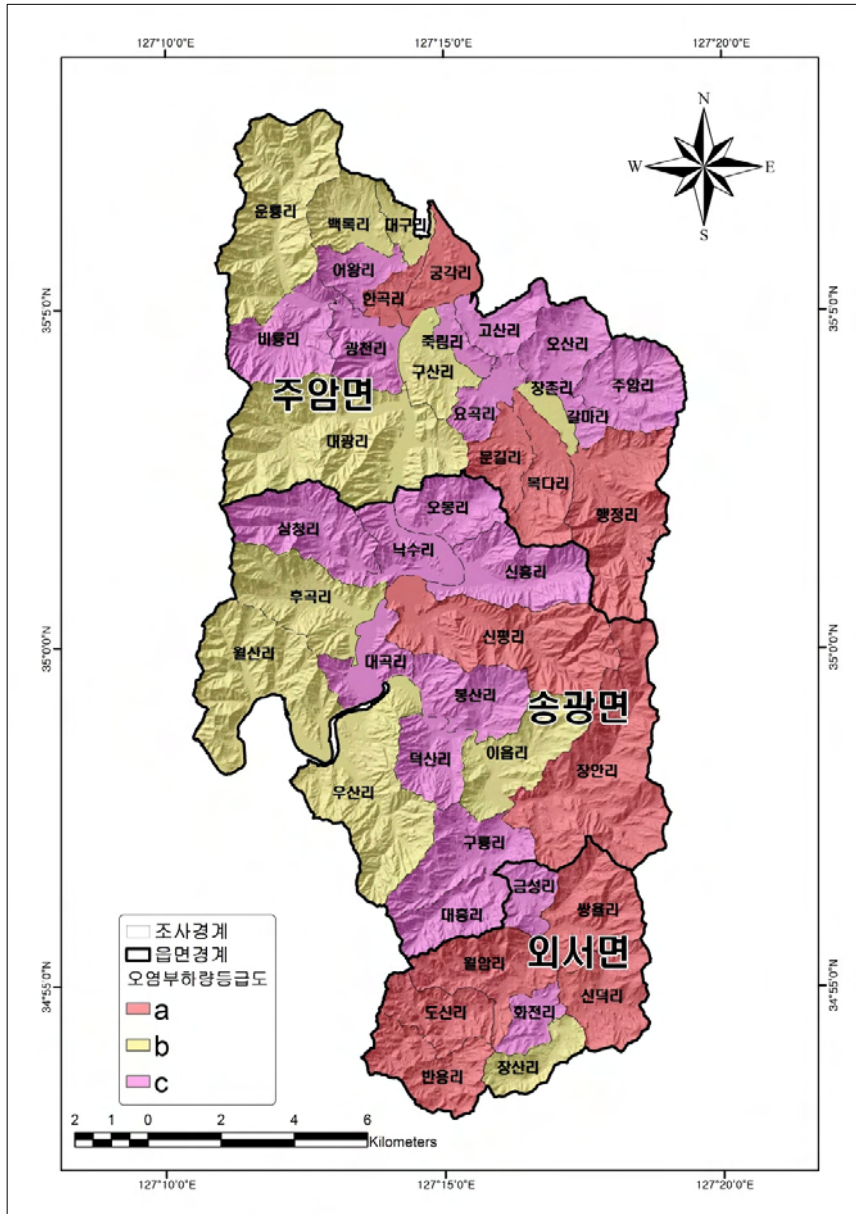 127°10'0"E
127°15'0"E
127°20'0"E
N
W
E
S
운룡리
백록리
대구리
어왕리
궁각리
한곡리
35°5'0"N
35°5'0"N
비룡리
광천리
죽림리
고산리
오산리
구산리
장촌리
주암리
주암면
요곡리
갈마리
대광리
문길리
복다리
행정리
오봉리
삼청리
낙수리
신흥리
후곡리
신평리
35°0'0"N
35°0'0"N
월산리
대곡리
봉산리
송광면
이읍리
덕산리
장안리
우산리
구룡리
금성리
대흥리
쌍율리
조사경계
읍면경계
외서면
월암리
오염부하량등급도
34°55'0"N
34°55'0"N
신덕리
도신리
화전리
a
b
장산리
반용리
c
2 1 0 2 4 6
Kilometers
127°10'0"E
127°15'0"E
127°20'0"E